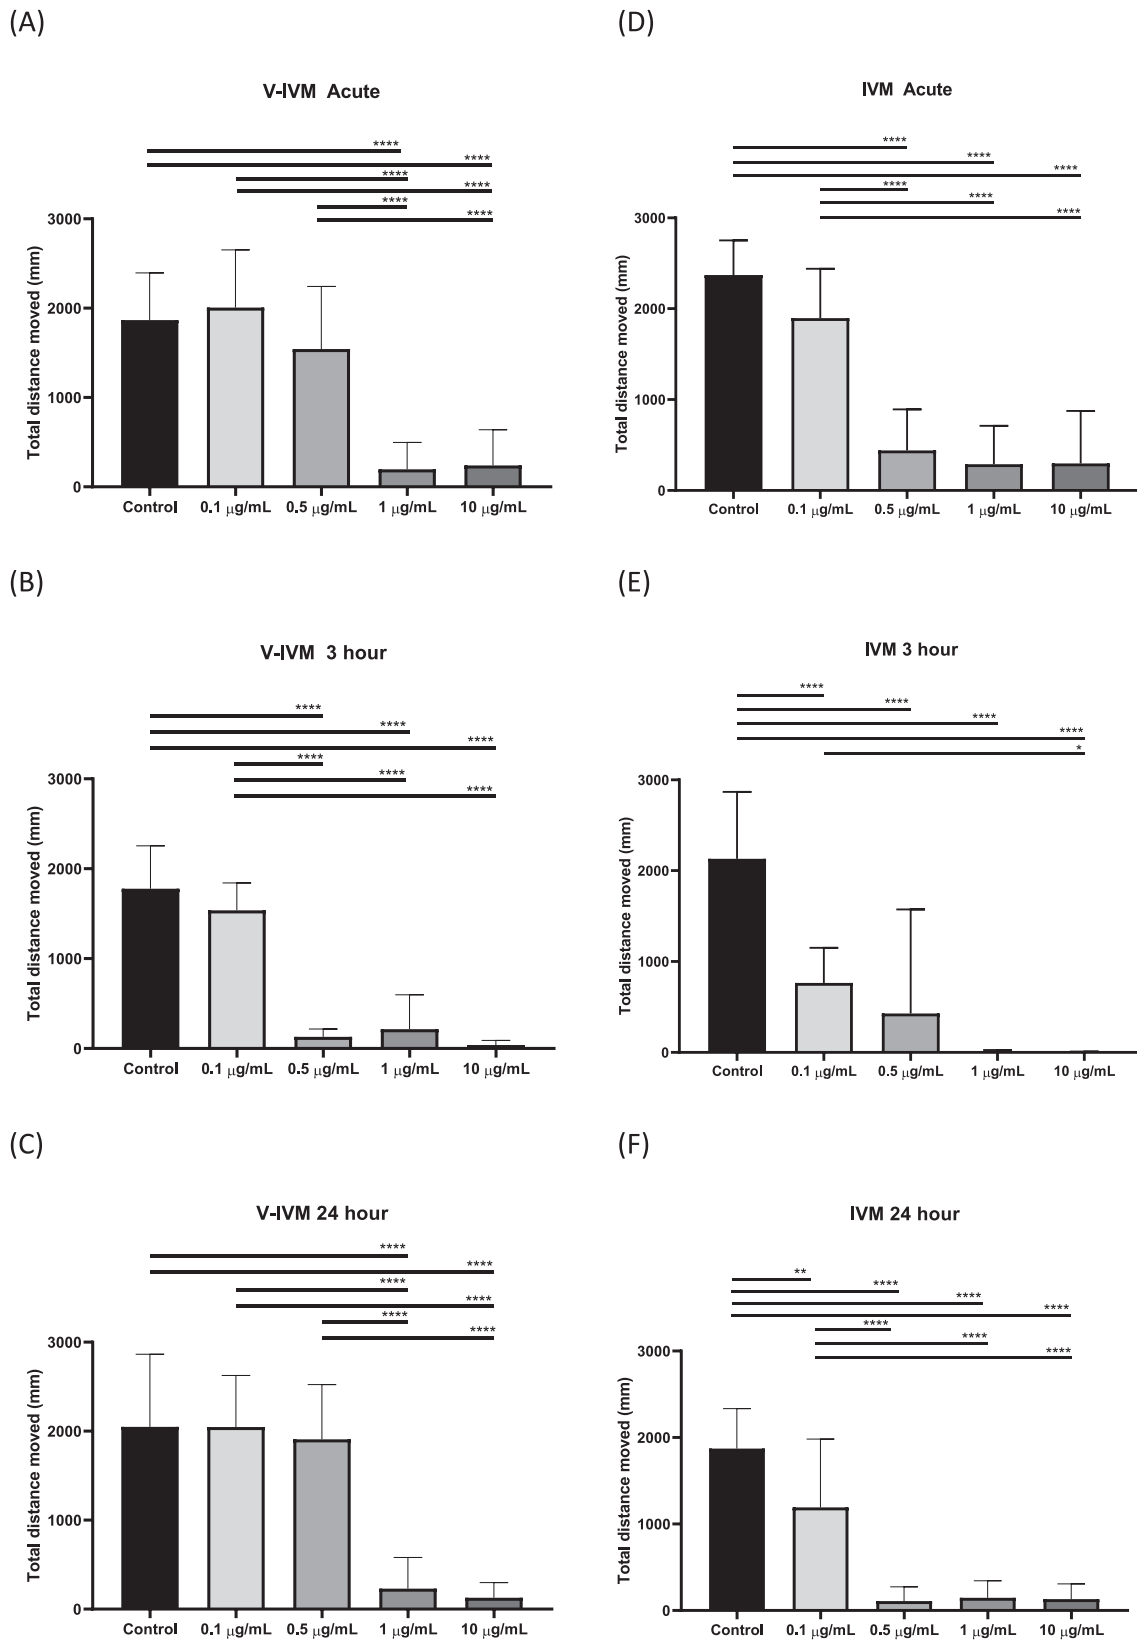 (A)
V-IVM Acute
****
****
****
****
****
****
Total distance moved (mm)
3000
2000
1000
0
Control 0.1 µg/mL 0.5 µg/mL 1 µg/mL 10 µg/mL
(D)
IVM Acute
****
****
****
****
****
****
Total distance moved (mm)
3000
2000
1000
0
Control 0.1 µg/mL 0.5 µg/mL 1 µg/mL 10 µg/mL
(B)
V-IVM 3 hour
****
****
****
****
****
****
Total distance moved (mm)
3000
2000
1000
0
Control 0.1 µg/mL 0.5 µg/mL 1 µg/mL 10 µg/mL
(E)
IVM 3 hour
****
****
****
****
*
Total distance moved (mm)
3000
2000
1000
0
Control 0.1 µg/mL 0.5 µg/mL 1 µg/mL 10 µg/mL
(C)
V-IVM 24 hour
****
****
****
****
****
****
Total distance moved (mm)
3000
2000
1000
0
Control 0.1 µg/mL 0.5 µg/mL 1 µg/mL 10 µg/mL
(F)
IVM 24 hour
**
****
****
****
****
****
****
Total distance moved (mm)
3000
2000
1000
0
Control 0.1 µg/mL 0.5 µg/mL 1 µg/mL 10 µg/mL